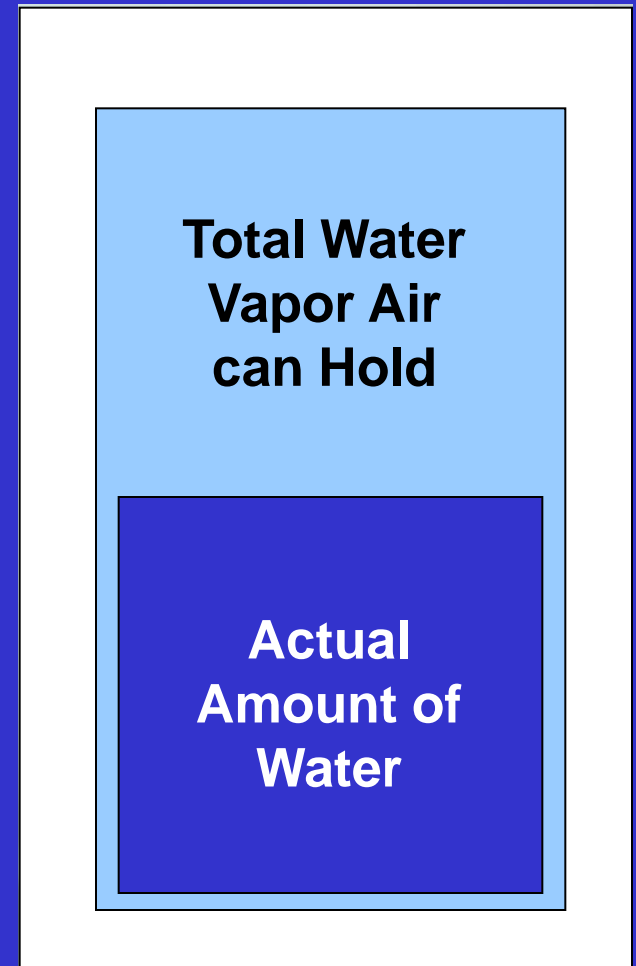 Total Water
Vapor Air
can Hold
Actual
Amount of
Water